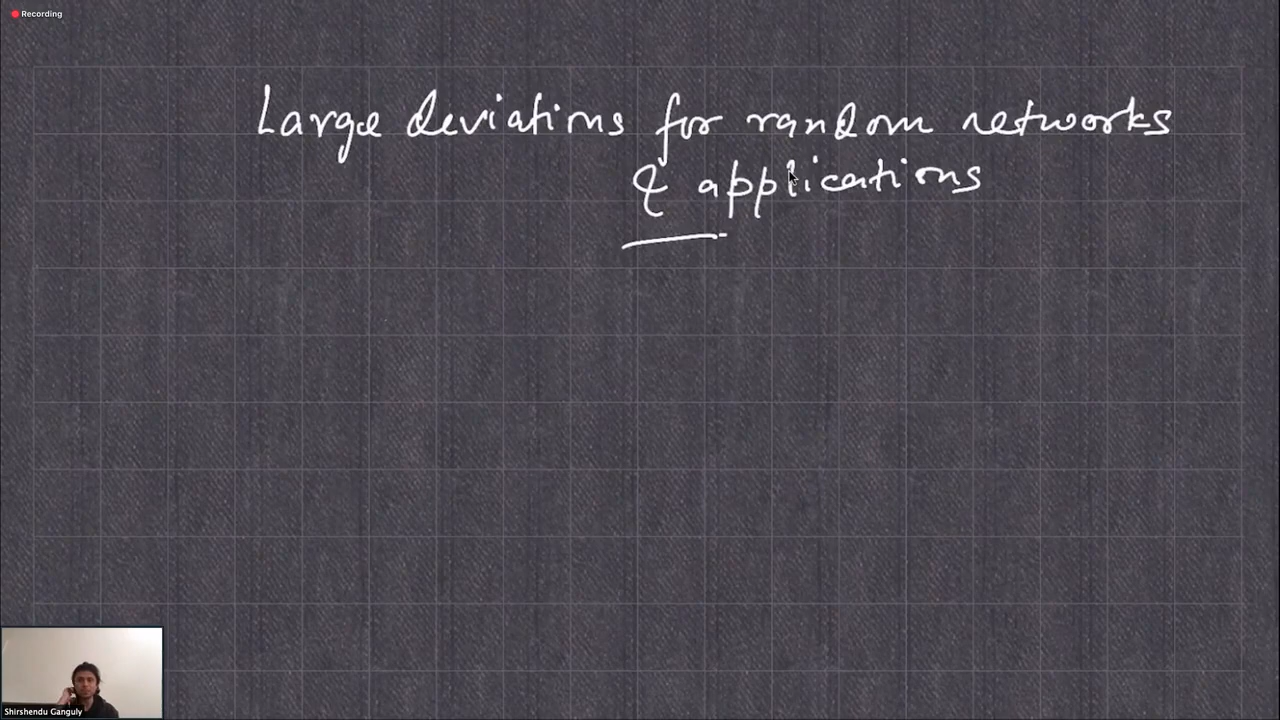 Recording
Large deviations for random networks
& applications
Shirshendu Ganguly